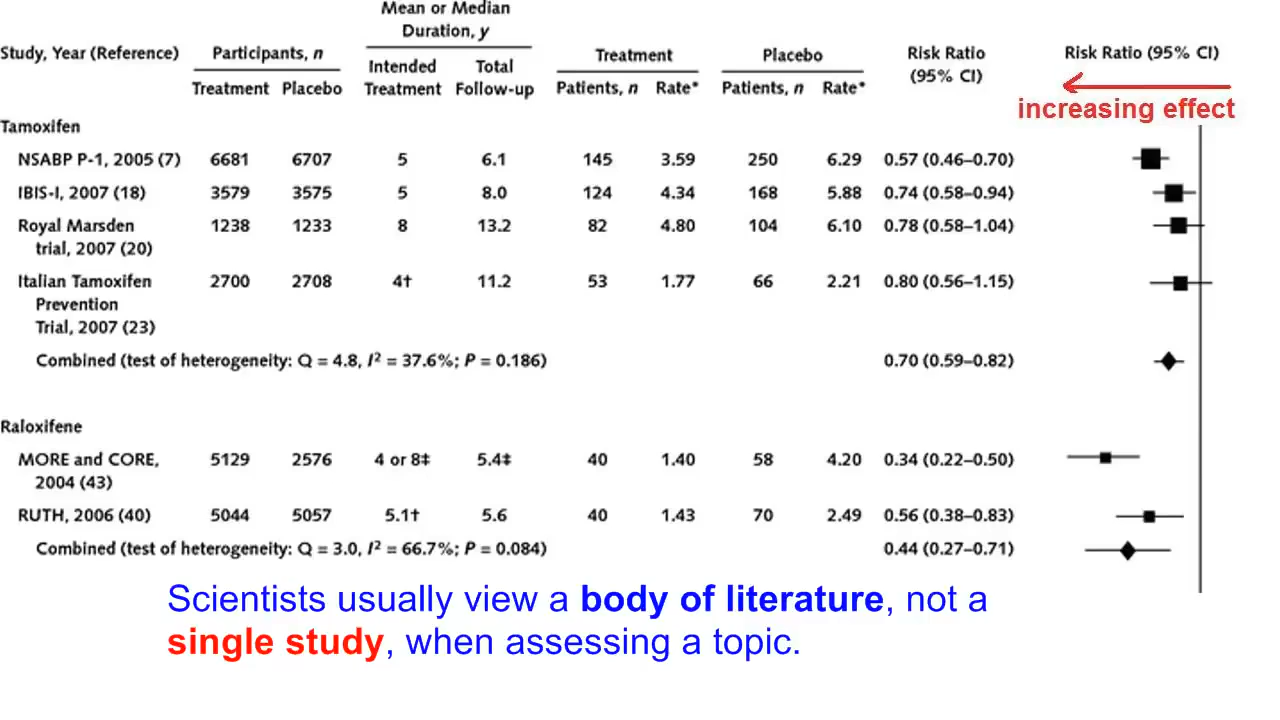 Mean or Median
Duration, y
Study, Year (Reference) Participants, n Treatment Placebo Risk Ratio (95% CI) Risk Ratio (95% CI)
Intended Treatment Total Follow-up
Treatment Placebo Patients, n Rate* Patients, n Rate*
increasing effect
Tamoxifen
NSABP P-1, 2005 (7) 6681 6707 5 6.1 145 3.59 250 6.29 0.57 (0.46–0.70)
IBIS-I, 2007 (18) 3579 3575 5 8.0 124 4.34 168 5.88 0.74 (0.58–0.94)
Royal Marsden 1238 1233 8 13.2 82 4.80 104 6.10 0.78 (0.58–1.04)
trial, 2007 (20)
Italian Tamoxifen 2700 2708 4† 11.2 53 1.77 66 2.21 0.80 (0.56–1.15)
Prevention
Trial, 2007 (23)
Combined (test of heterogeneity: Q = 4.8, I² = 37.6%; P = 0.186) 0.70 (0.59–0.82)
Raloxifene
MORE and CORE, 5129 2576 4 or 8‡ 5.4‡ 40 1.40 58 4.20 0.34 (0.22–0.50)
2004 (43)
RUTH, 2006 (40) 5044 5057 5.1† 5.6 40 1.43 70 2.49 0.56 (0.38–0.83)
Combined (test of heterogeneity: Q = 3.0, I² = 66.7%; P = 0.084) 0.44 (0.27–0.71)
Scientists usually view a body of literature, not a
single study, when assessing a topic.